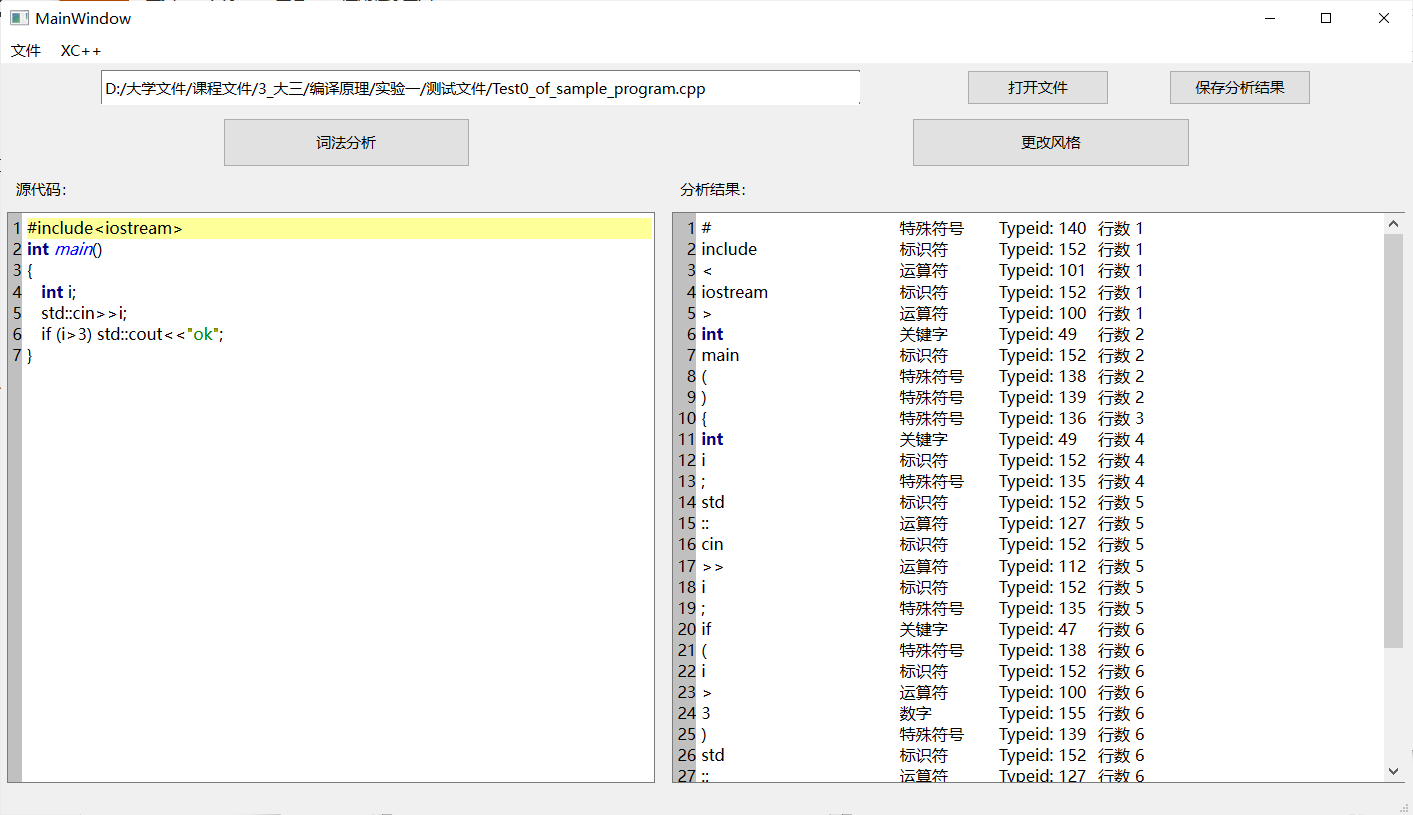 MainWindow
文件 XC++
D:/大学文件/课程文件/3_大三/编译原理/实验一/测试文件/Test0_of_sample_program.cpp 打开文件 保存分析结果
词法分析 更改风格
源代码: 分析结果:
1 #include<iostream>
2 int main()
3 {
4 int i;
5 std::cin>>i;
6 if (i>3) std::cout<<"ok";
7 }
1 # 特殊符号 Typeid: 140 行数 1
2 include 标识符 Typeid: 152 行数 1
3 < 运算符 Typeid: 101 行数 1
4 iostream 标识符 Typeid: 152 行数 1
5 > 运算符 Typeid: 100 行数 1
6 int 关键字 Typeid: 49 行数 2
7 main 标识符 Typeid: 152 行数 2
8 ( 特殊符号 Typeid: 138 行数 2
9 ) 特殊符号 Typeid: 139 行数 2
10 { 特殊符号 Typeid: 136 行数 3
11 int 关键字 Typeid: 49 行数 4
12 i 标识符 Typeid: 152 行数 4
13 ; 特殊符号 Typeid: 135 行数 4
14 std 标识符 Typeid: 152 行数 5
15 :: 运算符 Typeid: 127 行数 5
16 cin 标识符 Typeid: 152 行数 5
17 >> 运算符 Typeid: 112 行数 5
18 i 标识符 Typeid: 152 行数 5
19 ; 特殊符号 Typeid: 135 行数 5
20 if 关键字 Typeid: 47 行数 6
21 ( 特殊符号 Typeid: 138 行数 6
22 i 标识符 Typeid: 152 行数 6
23 > 运算符 Typeid: 100 行数 6
24 3 数字 Typeid: 155 行数 6
25 ) 特殊符号 Typeid: 139 行数 6
26 std 标识符 Typeid: 152 行数 6
27 :: 运算符 Typeid: 127 行数 6